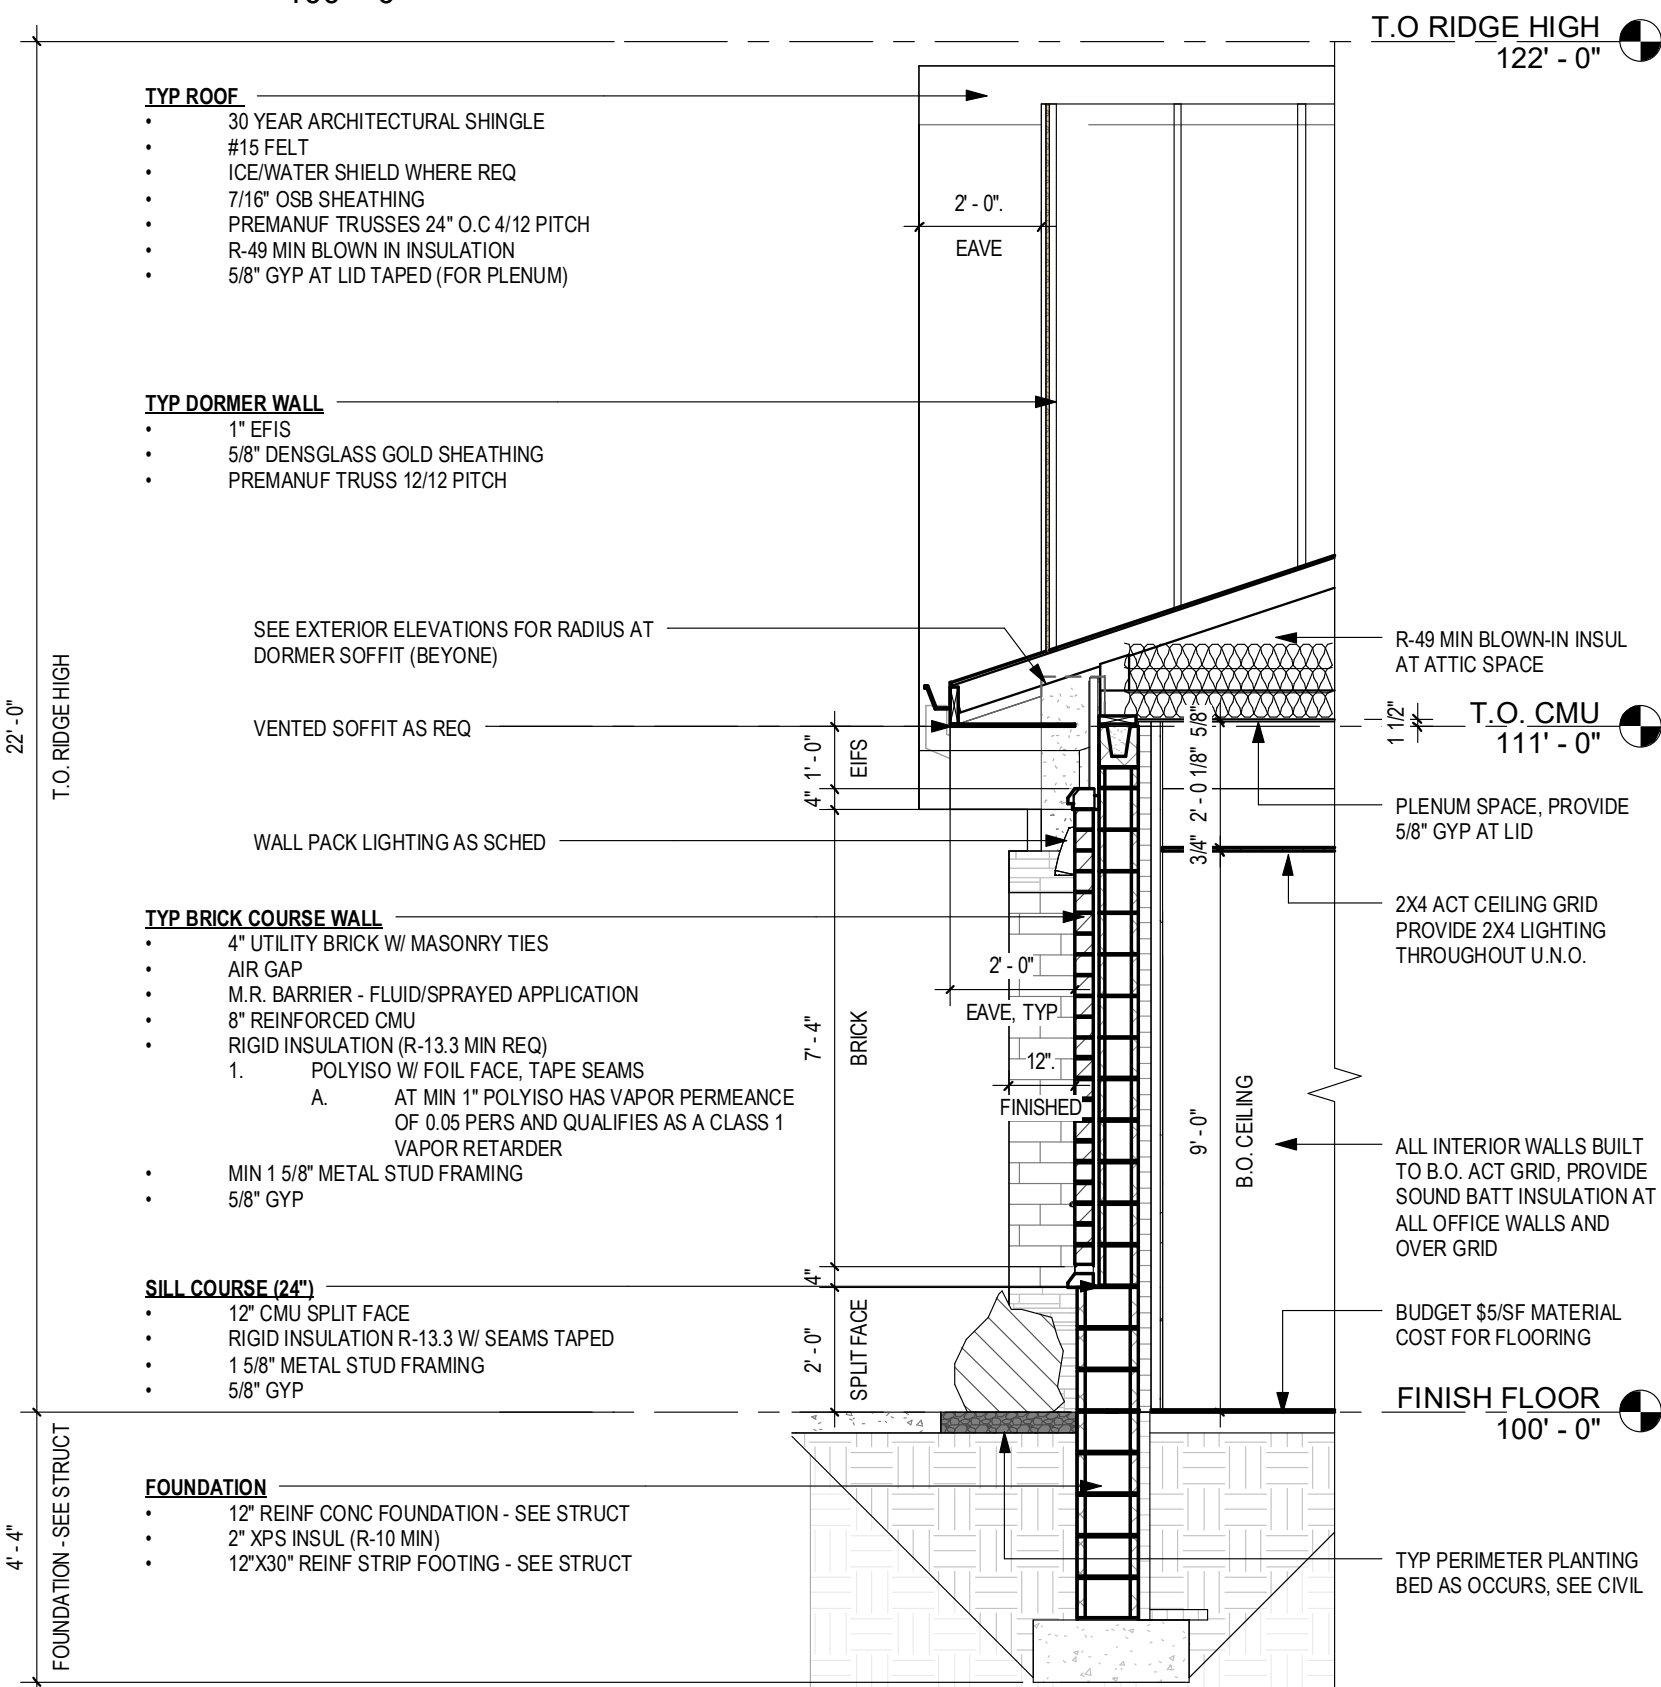 T.O RIDGE HIGH
122' - 0"
TYP ROOF
• 30 YEAR ARCHITECTURAL SHINGLE
• #15 FELT
• ICE/WATER SHIELD WHERE REQ
• 7/16" OSB SHEATHING
• PREMANUF TRUSSES 24" O.C 4/12 PITCH
• R-49 MIN BLOWN IN INSULATION
• 5/8" GYP AT LID TAPED (FOR PLENUM)
2' - 0".
EAVE
TYP DORMER WALL
• 1" EFIS
• 5/8" DENSGLASS GOLD SHEATHING
• PREMANUF TRUSS 12/12 PITCH
SEE EXTERIOR ELEVATIONS FOR RADIUS AT
DORMER SOFFIT (BEYONE)
VENTED SOFFIT AS REQ
WALL PACK LIGHTING AS SCHED
TYP BRICK COURSE WALL
• 4" UTILITY BRICK W/ MASONRY TIES
• AIR GAP
• M.R. BARRIER - FLUID/SPRAYED APPLICATION
• 8" REINFORCED CMU
• RIGID INSULATION (R-13.3 MIN REQ)
1. POLYISO W/ FOIL FACE, TAPE SEAMS
A. AT MIN 1" POLYISO HAS VAPOR PERMEANCE
OF 0.05 PERS AND QUALIFIES AS A CLASS 1
VAPOR RETARDER
• MIN 1 5/8" METAL STUD FRAMING
• 5/8" GYP
SILL COURSE (24")
• 12" CMU SPLIT FACE
• RIGID INSULATION R-13.3 W/ SEAMS TAPED
• 1 5/8" METAL STUD FRAMING
• 5/8" GYP
FOUNDATION
• 12" REINF CONC FOUNDATION - SEE STRUCT
• 2" XPS INSUL (R-10 MIN)
• 12"X30" REINF STRIP FOOTING - SEE STRUCT
22' - 0"
T.O. RIDGE HIGH
4' - 4"
FOUNDATION - SEE STRUCT
1' - 0"
EIFS
4"
7' - 4"
BRICK
4"
2' - 0"
SPLIT FACE
2' - 0"
EAVE, TYP
12".
FINISHED
5/8"
2' - 0 1/8"
3/4"
9' - 0"
B.O. CEILING
1 1/2"
R-49 MIN BLOWN-IN INSUL
AT ATTIC SPACE
T.O. CMU
111' - 0"
PLENUM SPACE, PROVIDE
5/8" GYP AT LID
2X4 ACT CEILING GRID
PROVIDE 2X4 LIGHTING
THROUGHOUT U.N.O.
ALL INTERIOR WALLS BUILT
TO B.O. ACT GRID, PROVIDE
SOUND BATT INSULATION AT
ALL OFFICE WALLS AND
OVER GRID
BUDGET $5/SF MATERIAL
COST FOR FLOORING
FINISH FLOOR
100' - 0"
TYP PERIMETER PLANTING
BED AS OCCURS, SEE CIVIL